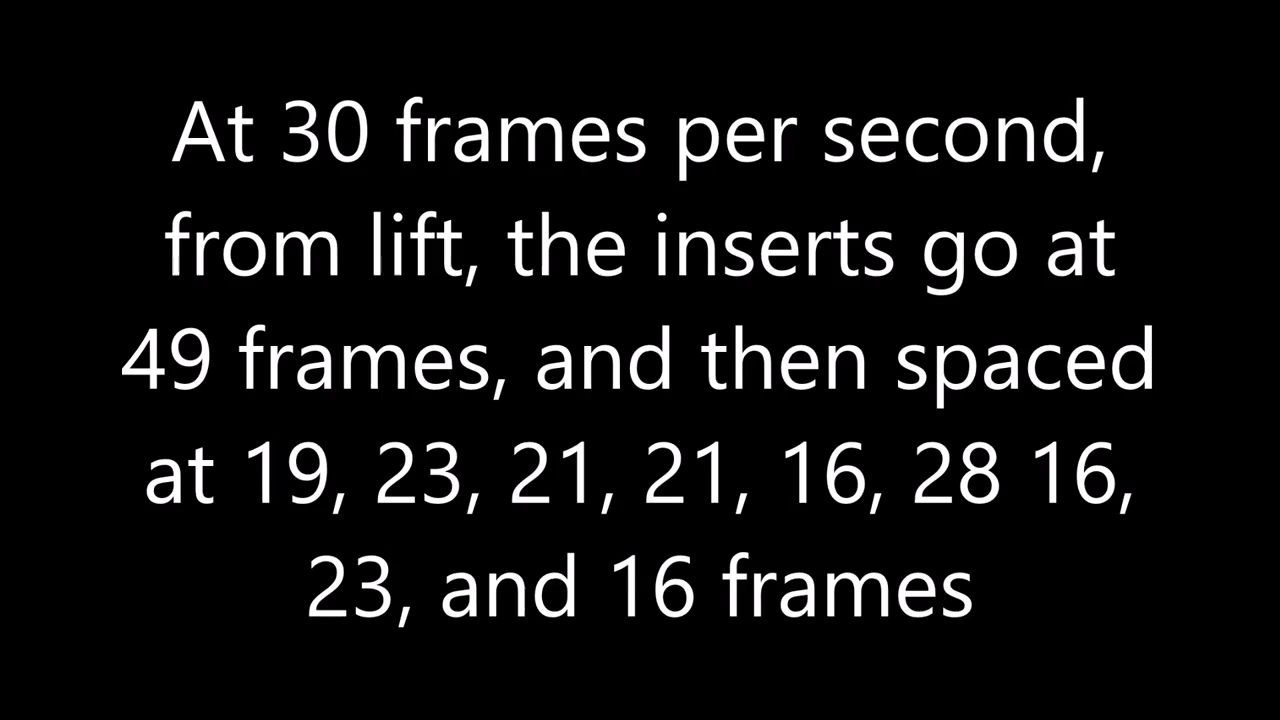 At 30 frames per second,
from lift, the inserts go at
49 frames, and then spaced
at 19, 23, 21, 21, 16, 28 16,
23, and 16 frames